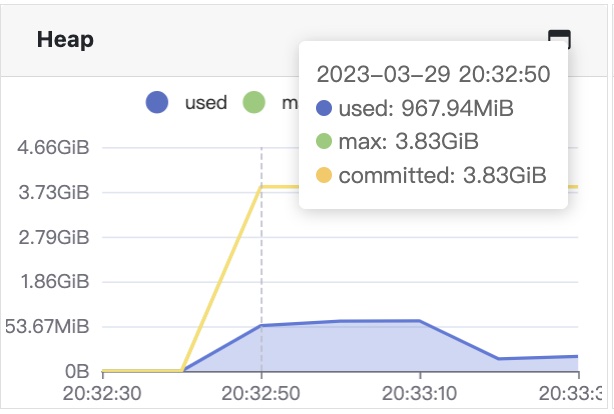 Heap
2023-03-29 20:32:50
used
used: 967.94MiB
max: 3.83GiB
committed: 3.83GiB
4.66GiB
3.73GiB
2.79GiB
1.86GiB
53.67MiB
0B
20:32:30
20:32:50
20:33:10
20:33:3